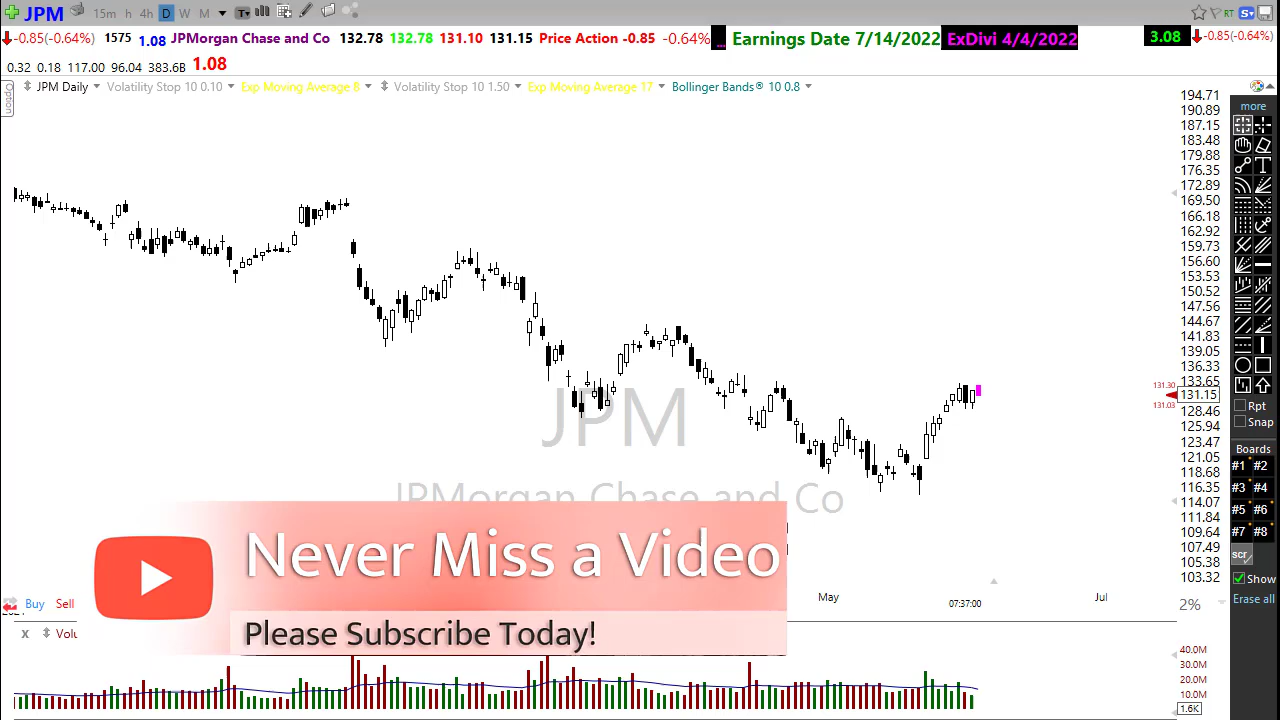 JPM 15m h 4h D W M T RT S
-0.85(-0.64%) 1575 1.08 JPMorgan Chase and Co 132.78 132.78 131.10 131.15 Price Action -0.85 -0.64% ... Earnings Date 7/14/2022 ExDivi 4/4/2022 3.08 -0.85(-0.64%)
0.32 0.18 117.00 96.04 383.6B 1.08
Option
JPM Daily Volatility Stop 10 0.10 Exp Moving Average 8 Volatility Stop 10 1.50 Exp Moving Average 17 Bollinger Bands® 10 0.8
194.71
190.89
187.15
183.48
179.88
176.35
172.89
169.50
166.18
162.92
159.73
156.60
153.53
150.52
147.56
144.67
141.83
139.05
136.33
133.65
131.30
131.15
131.03
128.46
125.94
123.47
121.05
118.68
116.35
114.07
111.84
109.64
107.49
105.38
103.32
more
Rpt
Snap
Boards
#1 #2
#3 #4
#5 #6
#7 #8
scr
Show
Erase all
JPM
JPMorgan Chase and Co
Never Miss a Video
Please Subscribe Today!
Buy Sell
May
07:37:00
Jul
2%
x Volu
40.0M
30.0M
20.0M
10.0M
1.6K